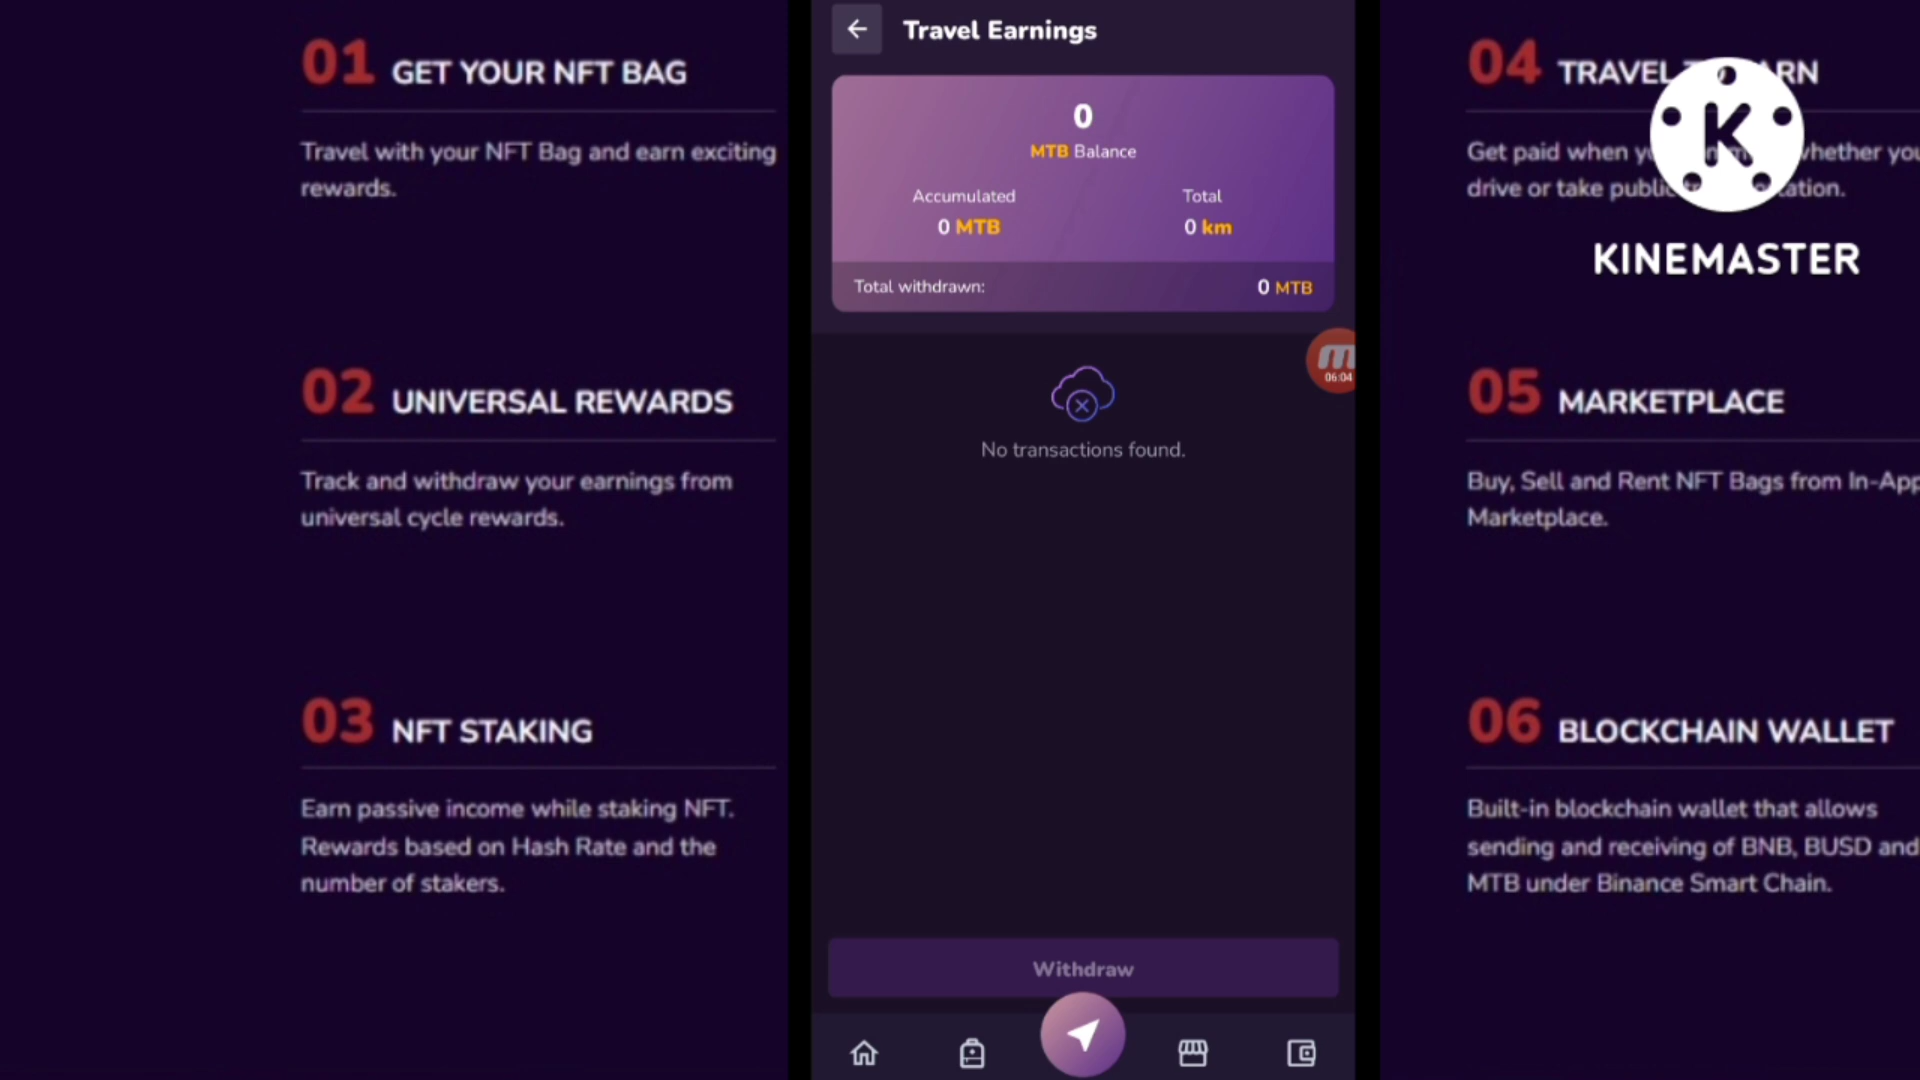 01 GET YOUR NFT BAG
Travel with your NFT Bag and earn exciting
rewards.
02 UNIVERSAL REWARDS
Track and withdraw your earnings from
universal cycle rewards.
03 NFT STAKING
Earn passive income while staking NFT.
Rewards based on Hash Rate and the
number of stakers.
Travel Earnings
0
MTB Balance
Accumulated
0 MTB
Total
0 km
Total withdrawn:
0 MTB
06:04
No transactions found.
Withdraw
04 TRAVEL
Get paid when
drive or take
K
KINEMASTER
05 MARKETPLACE
Buy, Sell and Rent NFT Bags from In-App
Marketplace.
06 BLOCKCHAIN WALLET
Built-in blockchain wallet that allows
sending and receiving of BNB, BUSD and
MTB under Binance Smart Chain.